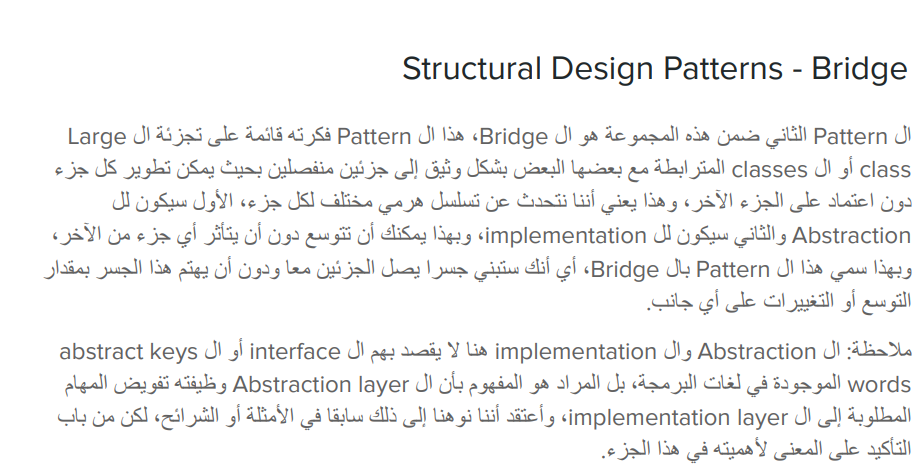 Structural Design Patterns - Bridge
ال Pattern الثاني ضمن هذه المجموعة هو ال Bridge، هذا ال Pattern فكرته قائمة على تجزئة ال Large
class أو ال classes المترابطة مع بعضها البعض بشكل وثيق إلى جزئين منفصلين بحيث يمكن تطوير كل جزء
دون اعتماد على الجزء الآخر، وهذا يعني أننا نتحدث عن تسلسل هرمي مختلف لكل جزء، الأول سيكون لل
Abstraction والثاني سيكون لل implementation، وبهذا يمكنك أن تتوسع دون أن يتأثر أي جزء من الآخر،
وبهذا سمي هذا ال Pattern بال Bridge، أي أنك ستبني جسرا يصل الجزئين معا ودون أن يهتم هذا الجسر بمقدار
التوسع أو التغييرات على أي جانب.
ملاحظة: ال Abstraction وال implementation هنا لا يقصد بهم ال interface أو ال abstract keys
words الموجودة في لغات البرمجة، بل المراد هو المفهوم بأن ال Abstraction layer وظيفته تفويض المهام
المطلوبة إلى ال implementation layer، وأعتقد أننا نوهنا إلى ذلك سابقا في الأمثلة أو الشرائح، لكن من باب
التأكيد على المعنى لأهميته في هذا الجزء.